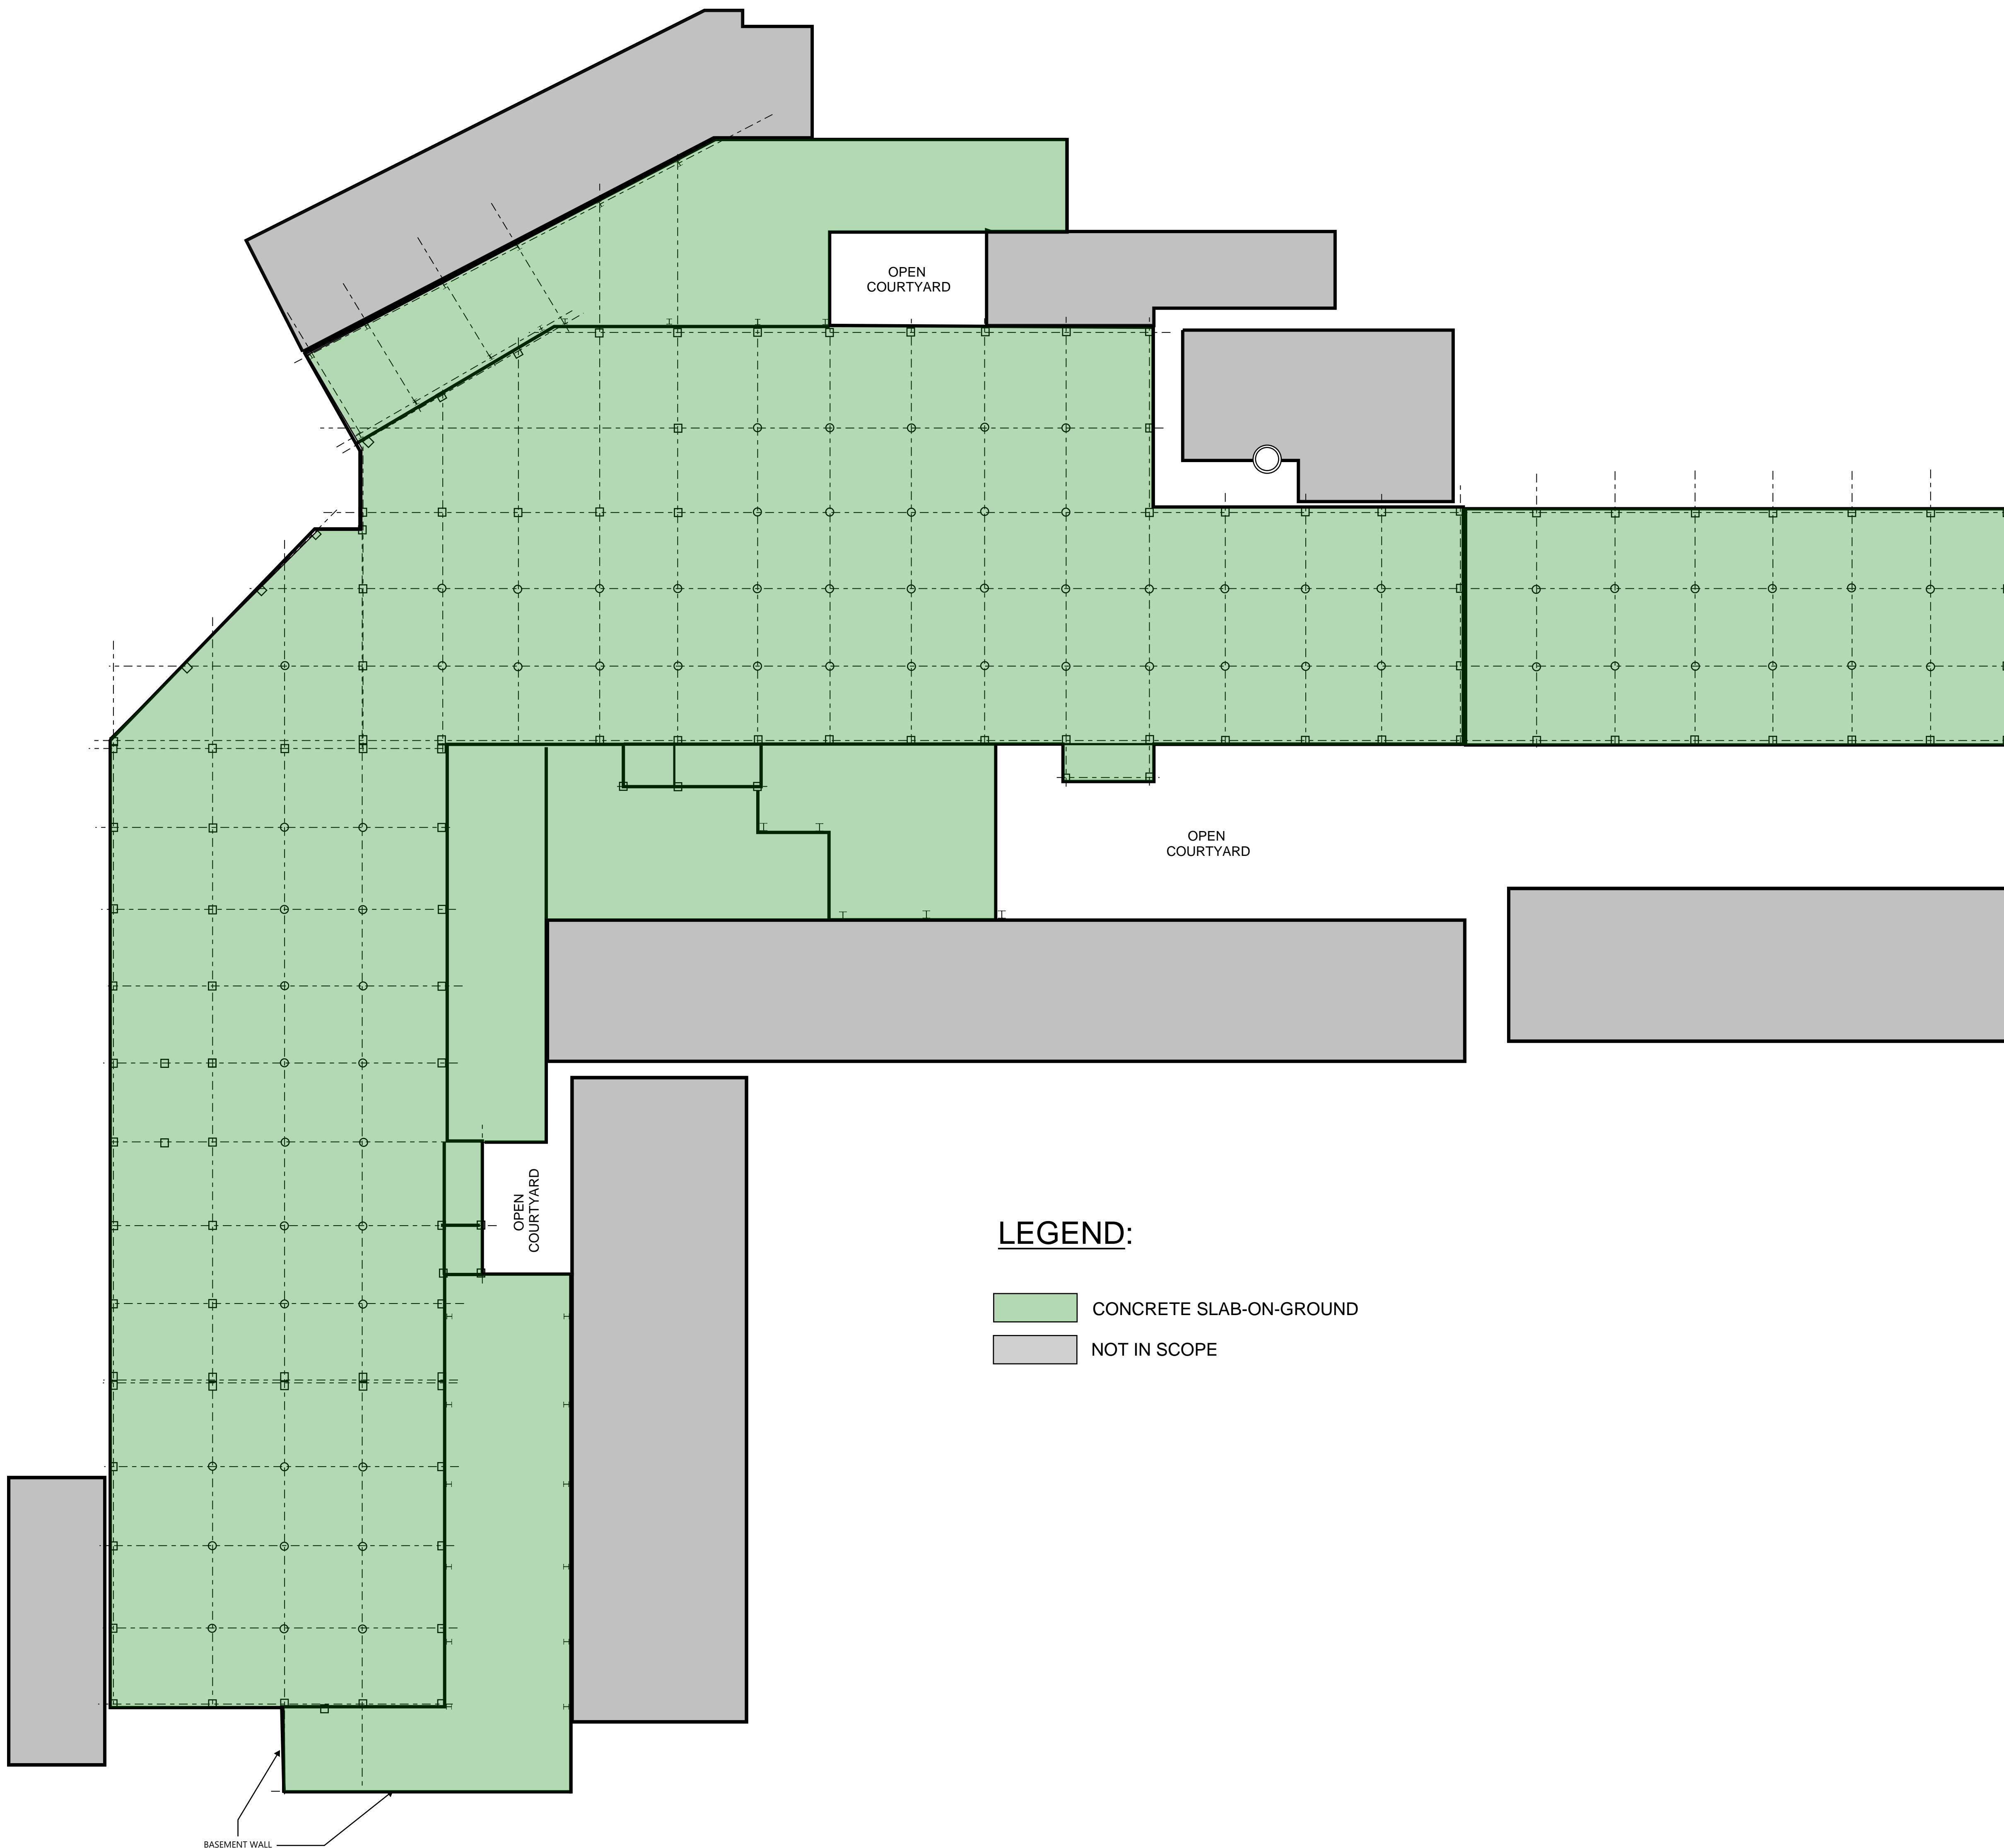 OPEN
COURTYARD
OPEN
COURTYARD
OPEN
COURTYARD
LEGEND:
CONCRETE SLAB-ON-GROUND
NOT IN SCOPE
BASEMENT WALL